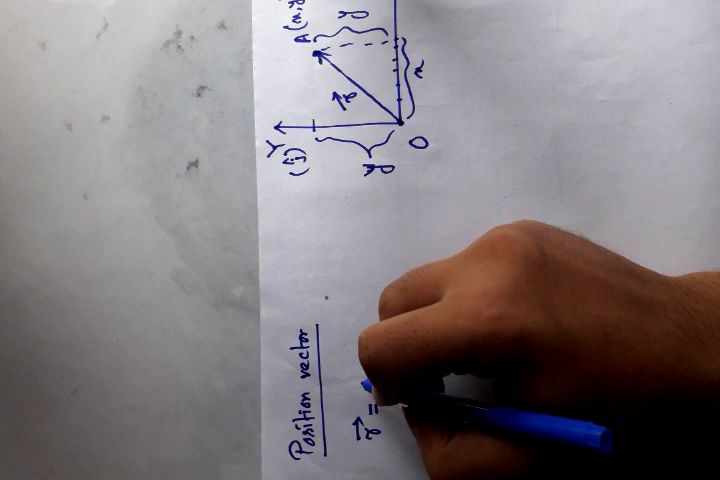 Position vector
r⃗ =
Y
(ĵ)
A(x,y
r⃗
y
y
x
O